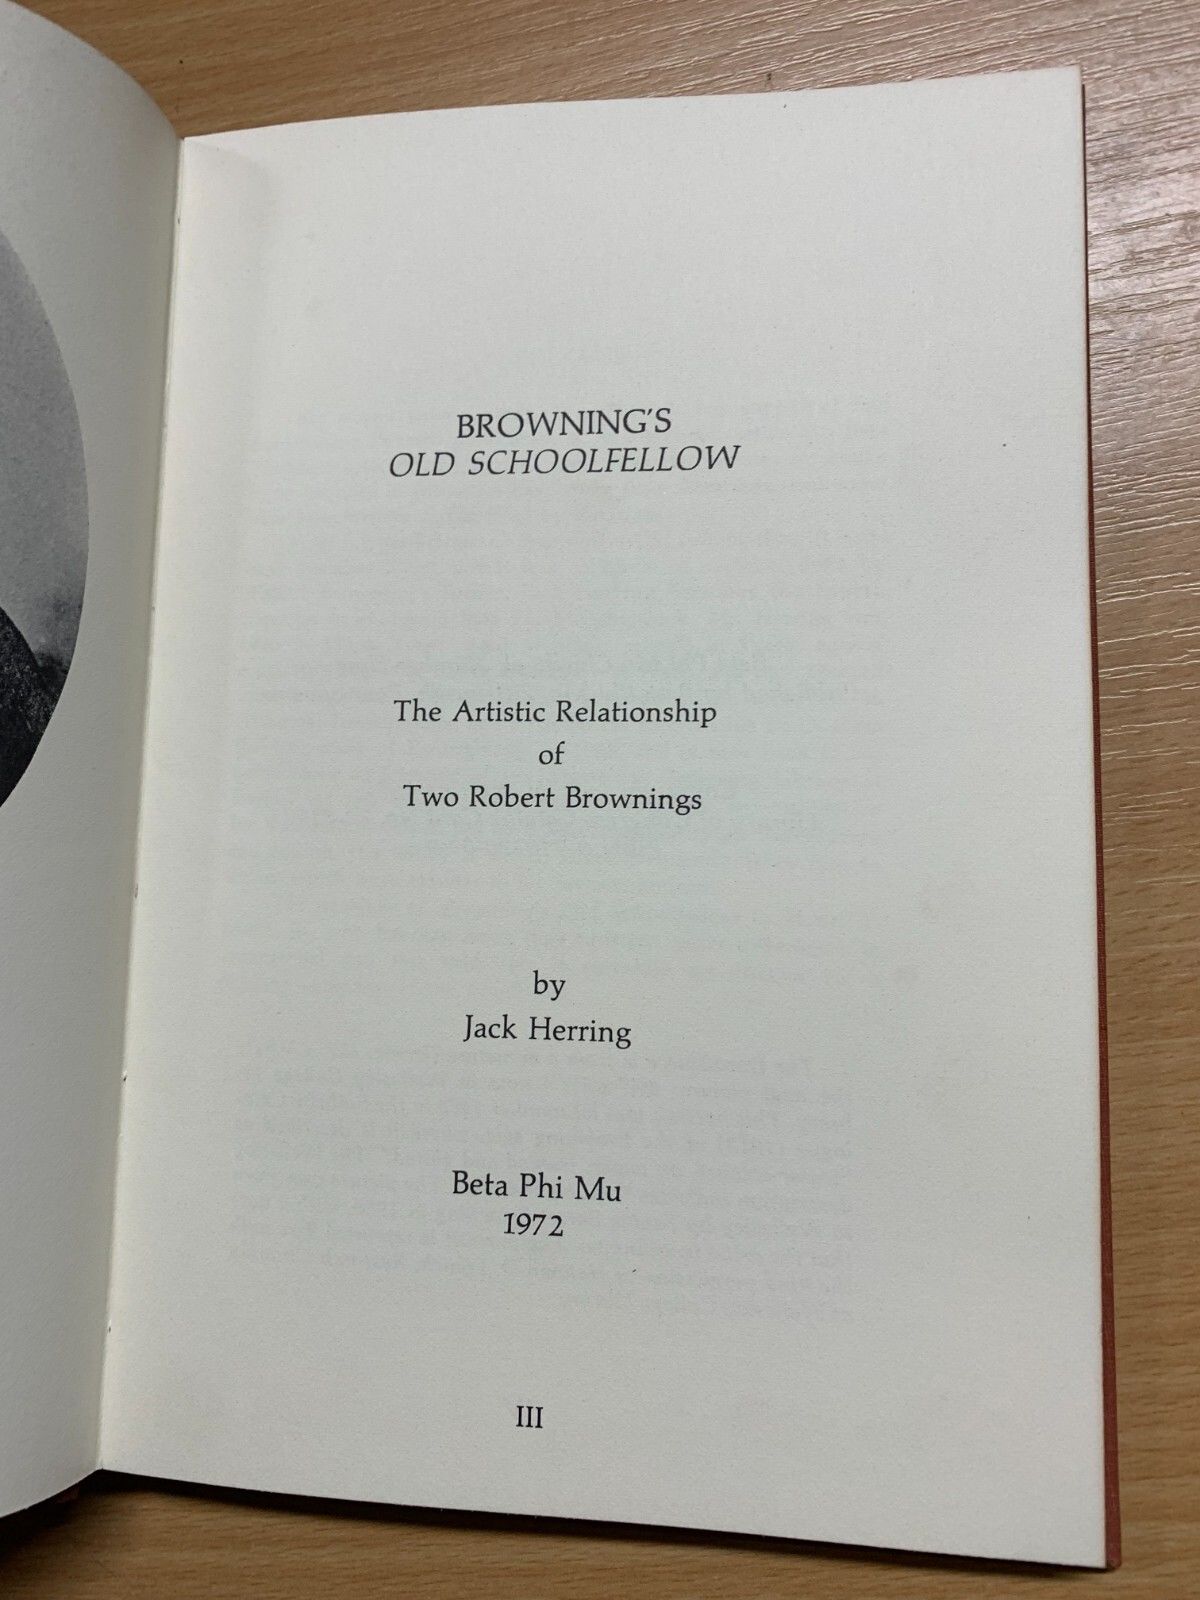 BROWNING'S
OLD SCHOOLFELLOW
The Artistic Relationship
of
Two Robert Brownings
by
Jack Herring
Beta Phi Mu
1972
III